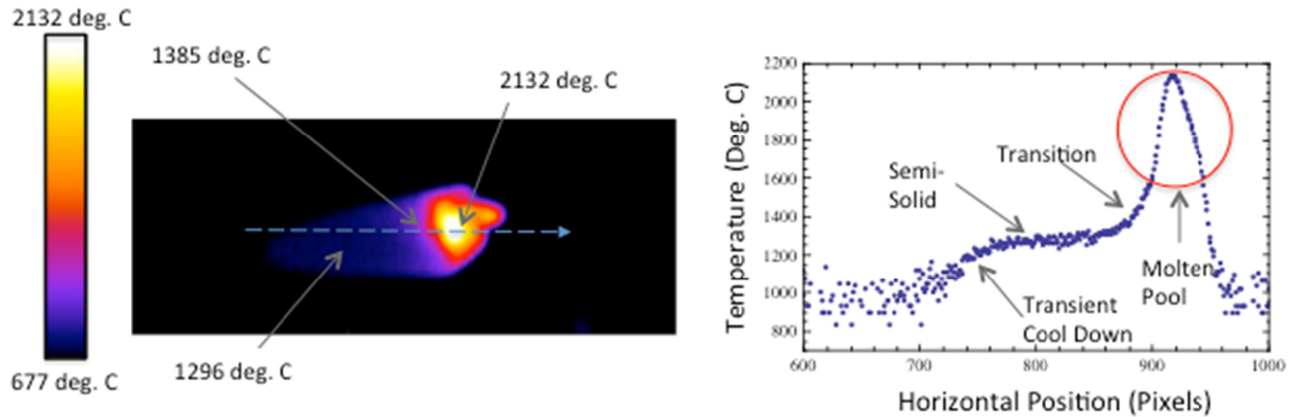 2132 deg. C
1385 deg. C
2132 deg. C
1296 deg. C
677 deg. C
Temperature (Deg. C)
2200
2000
1800
1600
1400
1200
1000
800
600
700
800
900
1000
Horizontal Position (Pixels)
Semi-
Solid
Transition
Molten
Pool
Transient
Cool Down